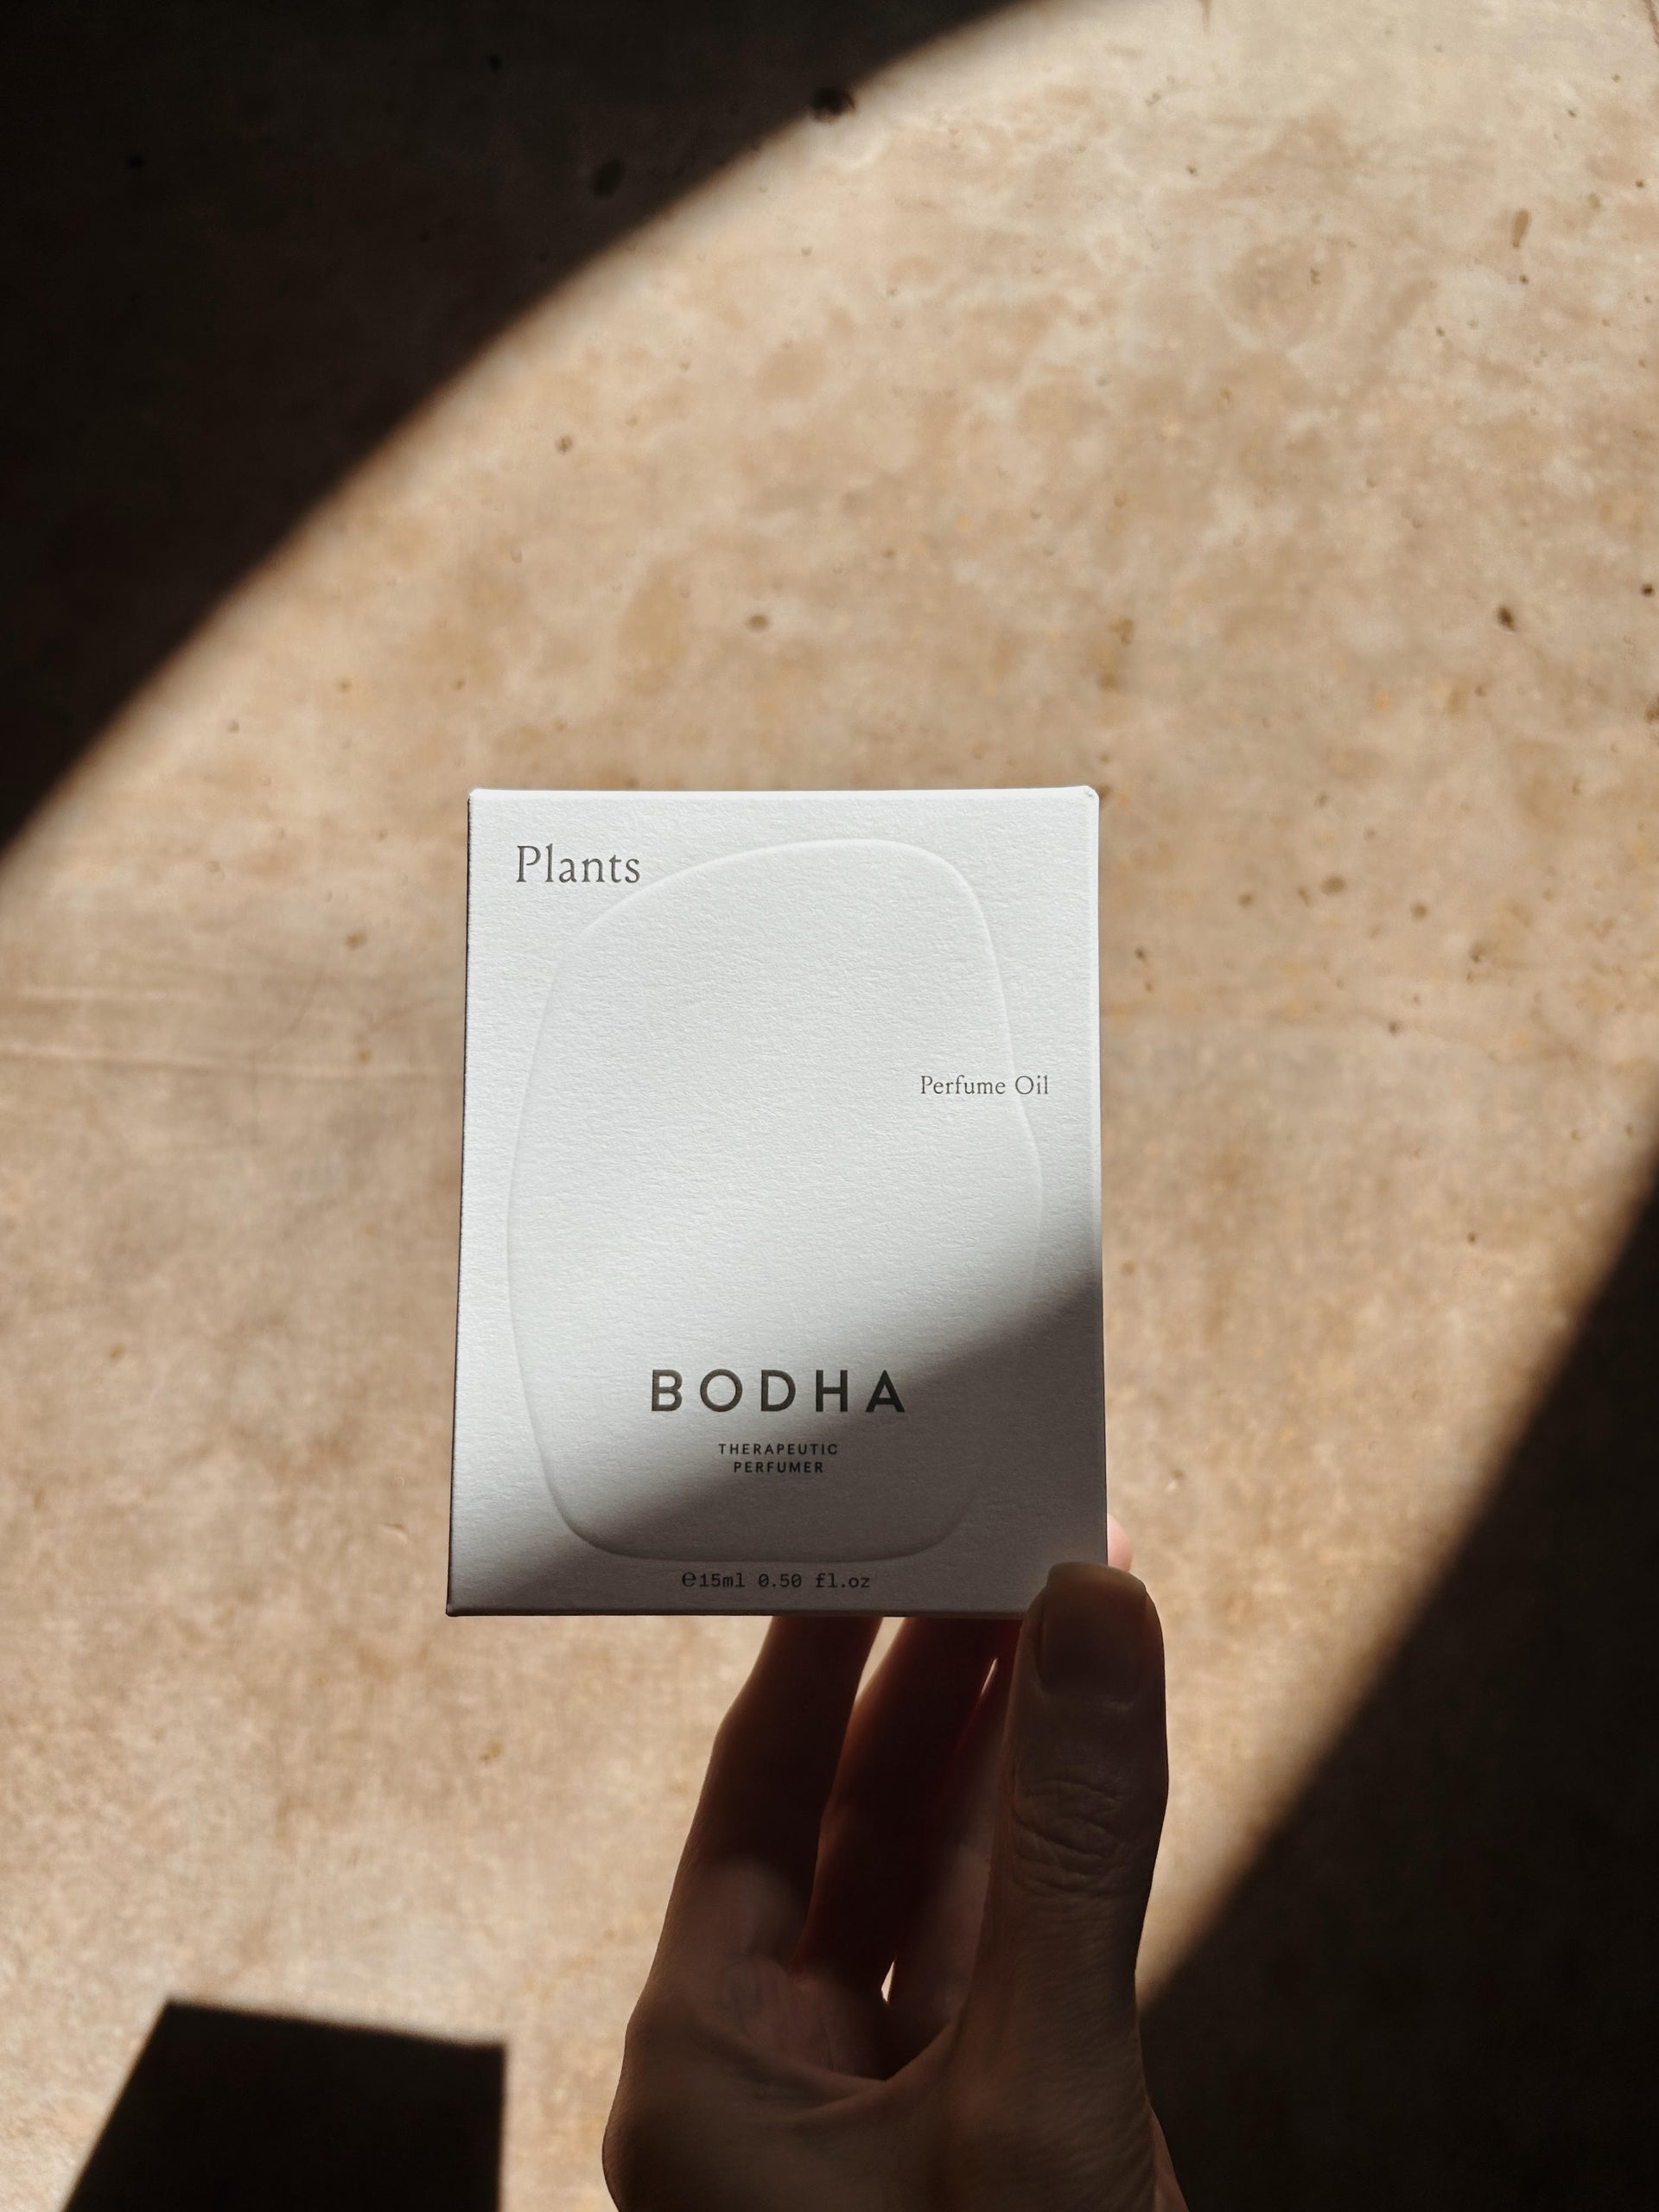 Plants
Perfume Oil
BODHA
THERAPEUTIC
PERFUMER
℮15ml 0.50 fl.oz